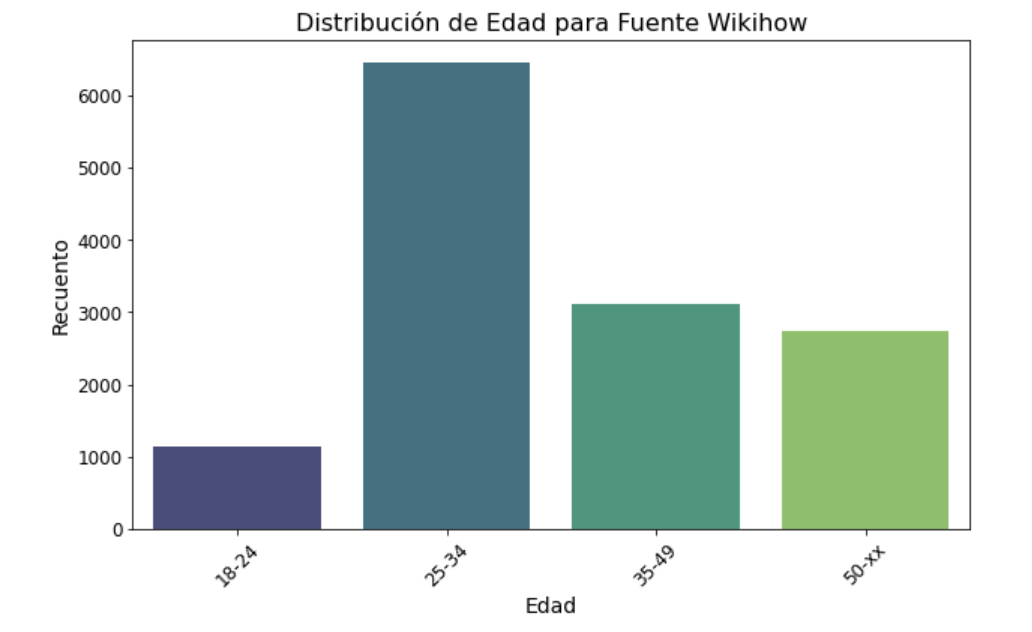 Distribución de Edad para Fuente Wikihow
Recuento
6000
5000
4000
3000
2000
1000
0
18-24
25-34
35-49
50-xx
Edad